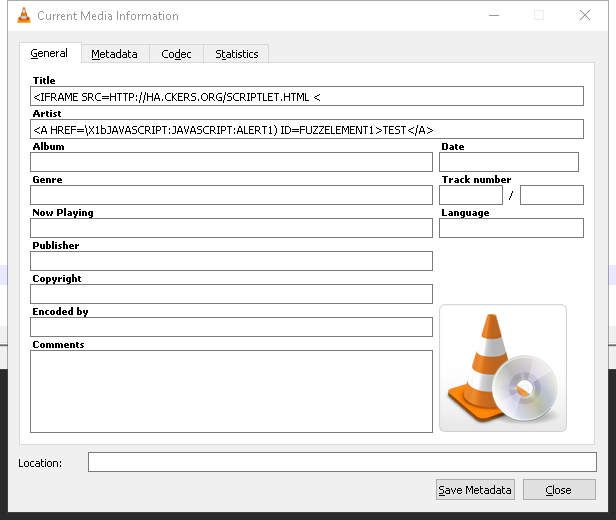 Current Media Information
General Metadata Codec Statistics
Title
<IFRAME SRC=HTTP://HA.CKERS.ORG/SCRIPTLET.HTML <
Artist
<A HREF=\X1bJAVASCRIPT:JAVASCRIPT:ALERT1) ID=FUZZELEMENT1>TEST</A>
Album Date
Genre Track number
/
Now Playing Language
Publisher
Copyright
Encoded by
Comments
Location:
Save Metadata Close